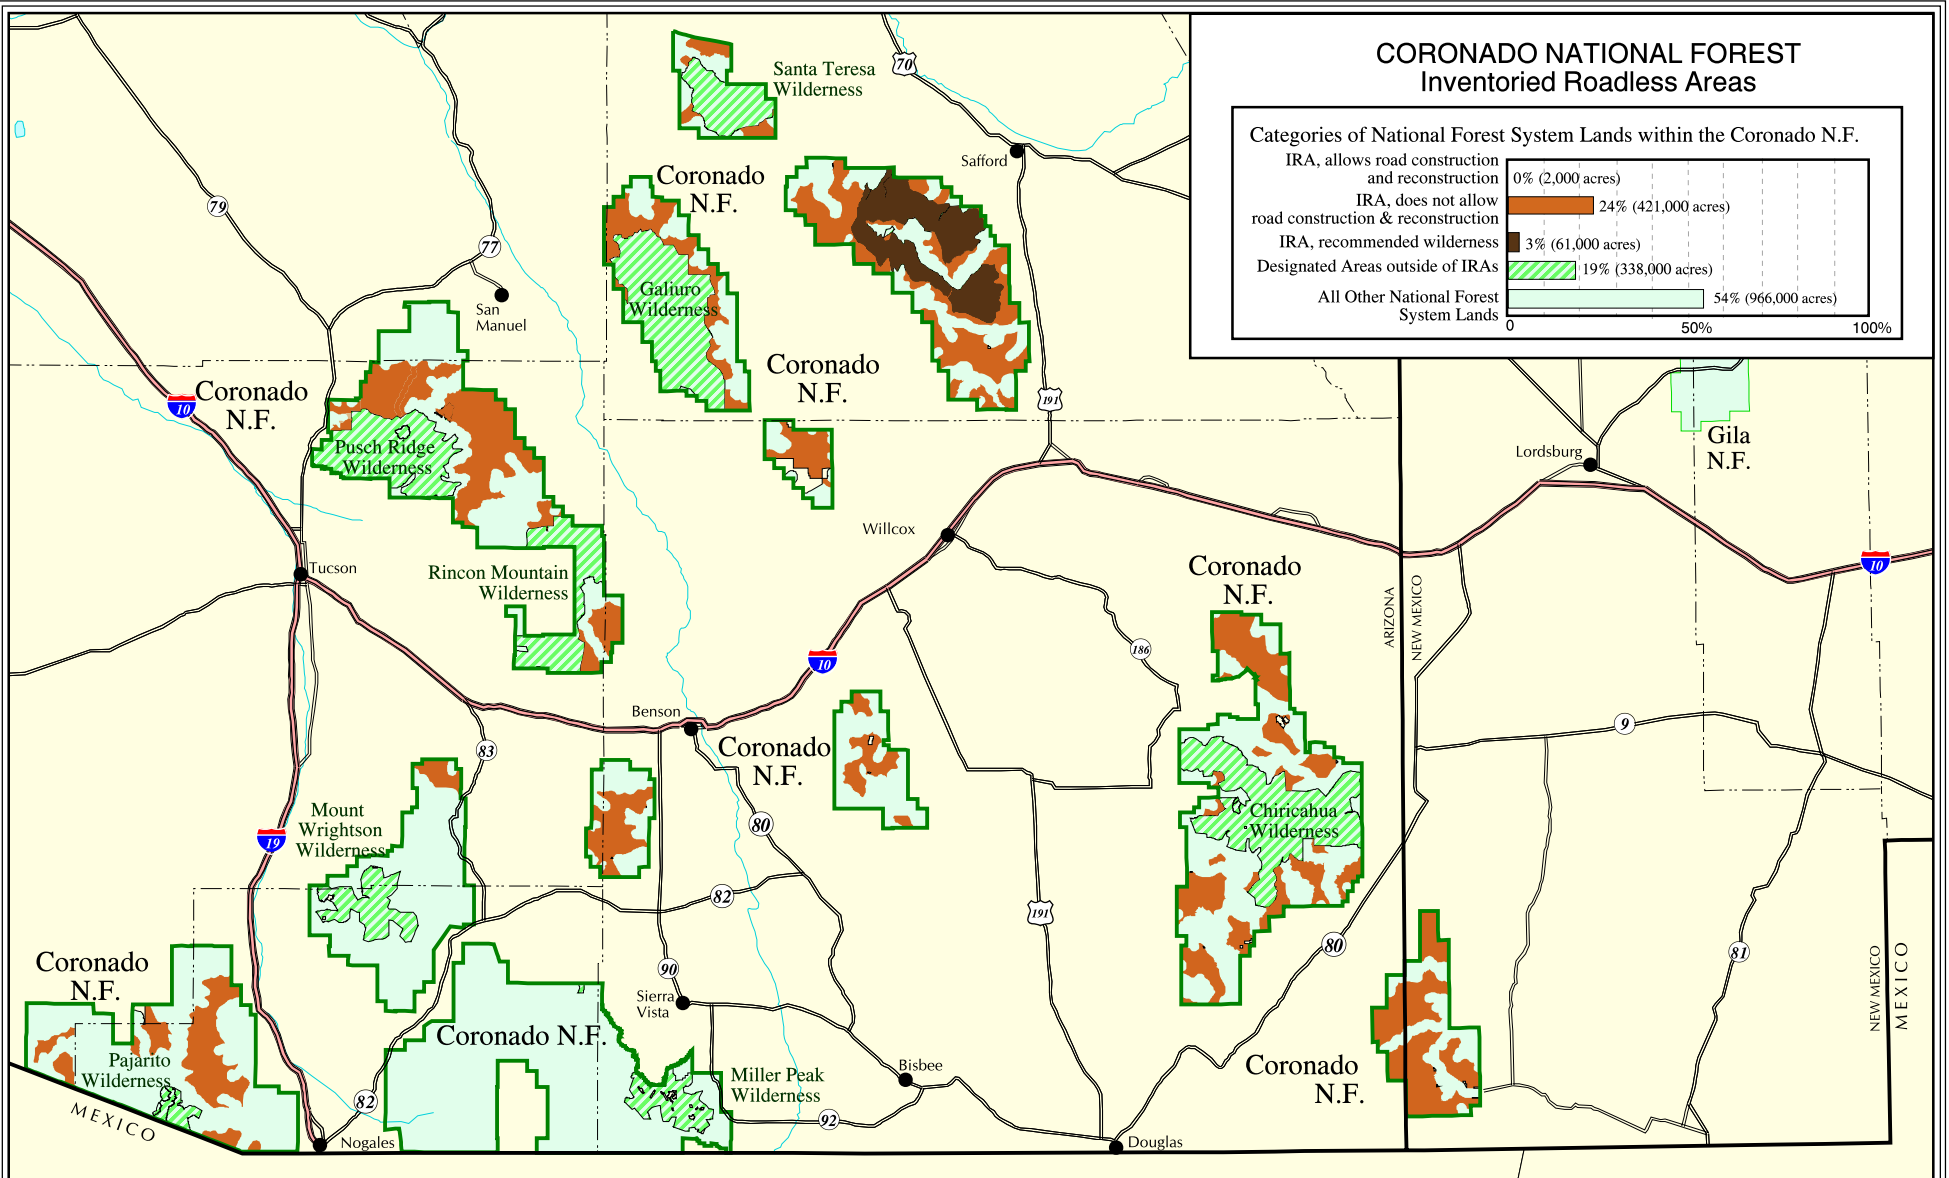 CORONADO NATIONAL FOREST
Inventoried Roadless Areas
Categories of National Forest System Lands within the Coronado N.F.
IRA, allows road construction
and reconstruction
0% (2,000 acres)
IRA, does not allow
road construction & reconstruction
24% (421,000 acres)
IRA, recommended wilderness
3% (61,000 acres)
Designated Areas outside of IRAs
19% (338,000 acres)
All Other National Forest
System Lands
54% (966,000 acres)
0 50% 100%
Santa Teresa
Wilderness
70
Safford
Coronado
N.F.
79
77
San
Manuel
Galiuro
Wilderness
Coronado
N.F.
10
Coronado
N.F.
191
Pusch Ridge
Wilderness
Gila
N.F.
Lordsburg
Willcox
10
Tucson
Rincon Mountain
Wilderness
Coronado
N.F.
ARIZONA
NEW MEXICO
186
10
Benson
Coronado
N.F.
9
83
Mount
Wrightson
Wilderness
19
80
Chiricahua
Wilderness
82
191
90
80
81
Coronado
N.F.
Sierra
Vista
Coronado N.F.
NEW MEXICO
MEXICO
Pajarito
Wilderness
Miller Peak
Wilderness
Bisbee
Coronado
N.F.
82
92
MEXICO
Nogales
Douglas